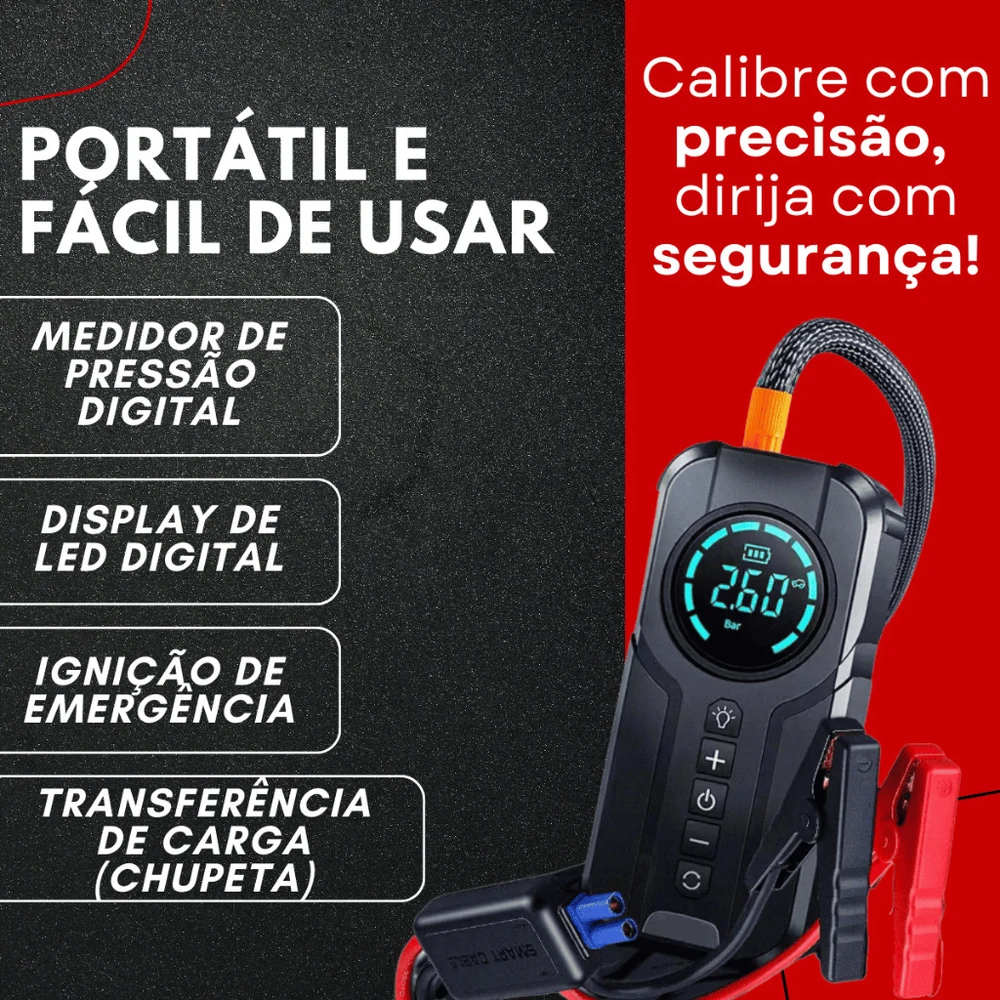 PORTÁTIL E
FÁCIL DE USAR
MEDIDOR DE
PRESSÃO
DIGITAL
DISPLAY DE
LED DIGITAL
IGNIÇÃO DE
EMERGÊNCIA
TRANSFERÊNCIA
DE CARGA
(CHUPETA)
Calibre com
precisão,
dirija com
segurança!
2.60
Bar
SMART CABLE